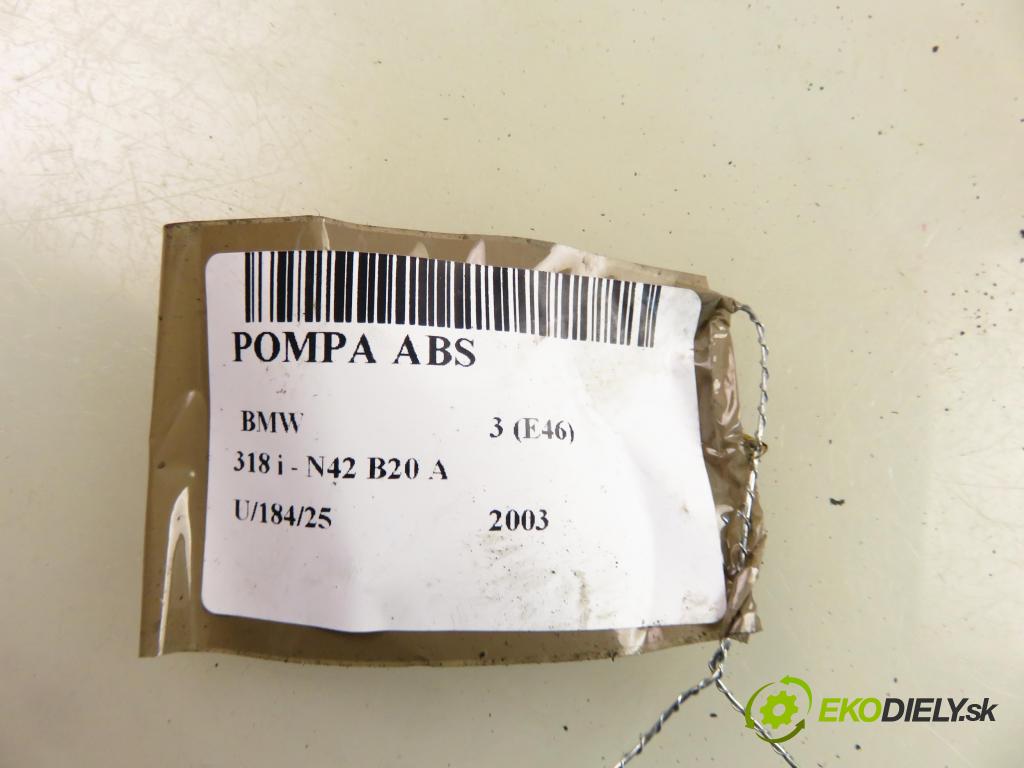 POMPA ABS
BMW 3 (E46)
318 i - N42 B20 A
U/184/25 2003
EKODIELY.sk